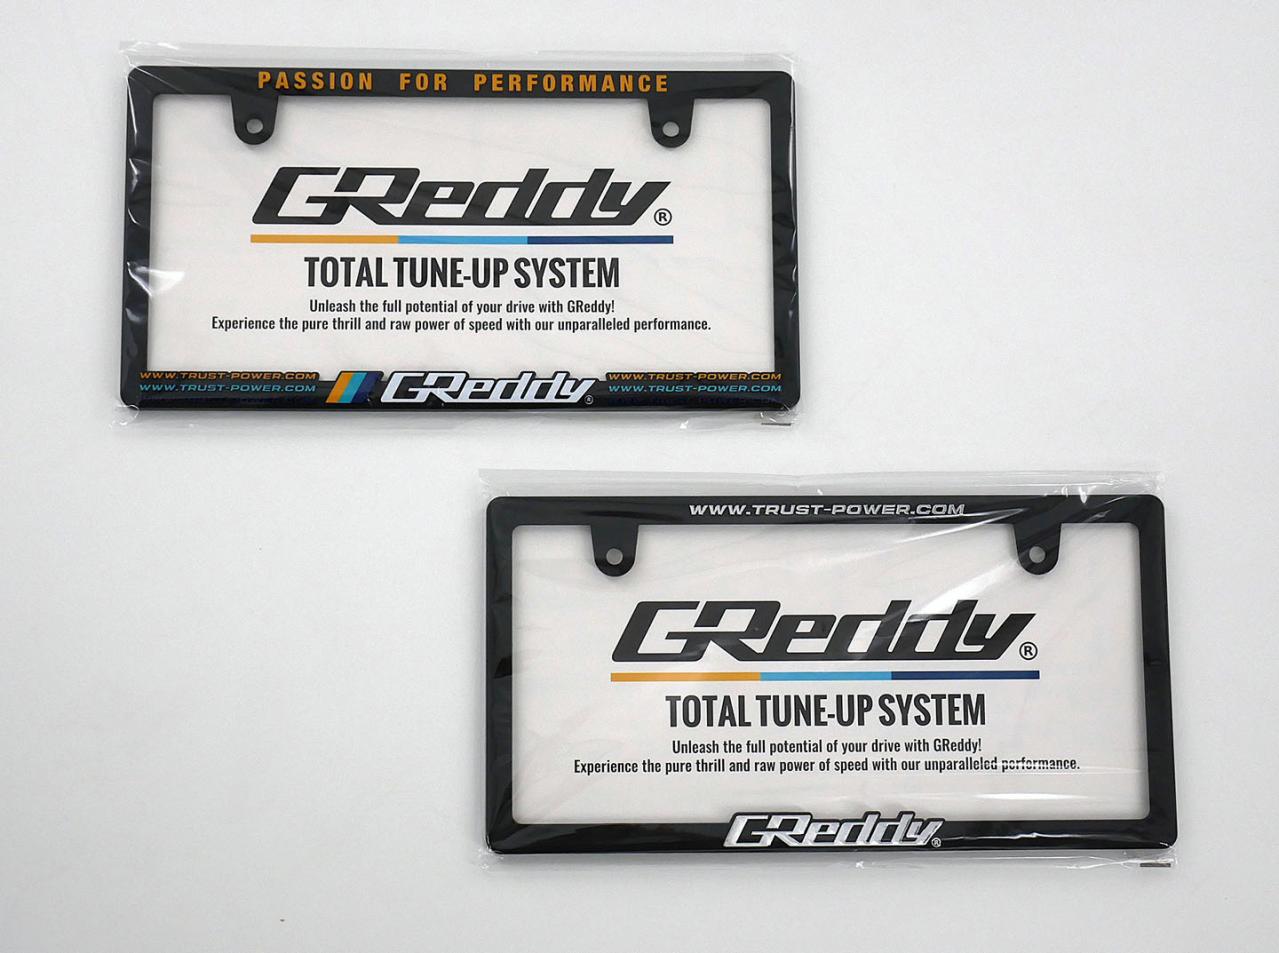 PASSION FOR PERFORMANCE
GReddy®
TOTAL TUNE-UP SYSTEM
Unleash the full potential of your drive with GReddy!
Experience the pure thrill and raw power of speed with our unparalleled performance.
WWW.TRUST-POWER.COM GReddy® WWW.TRUST-POWER.COM
WWW.TRUST-POWER.COM WWW.TRUST-POWER.COM
WWW.TRUST-POWER.COM
GReddy®
TOTAL TUNE-UP SYSTEM
Unleash the full potential of your drive with GReddy!
Experience the pure thrill and raw power of speed with our unparalleled performance.
GReddy®